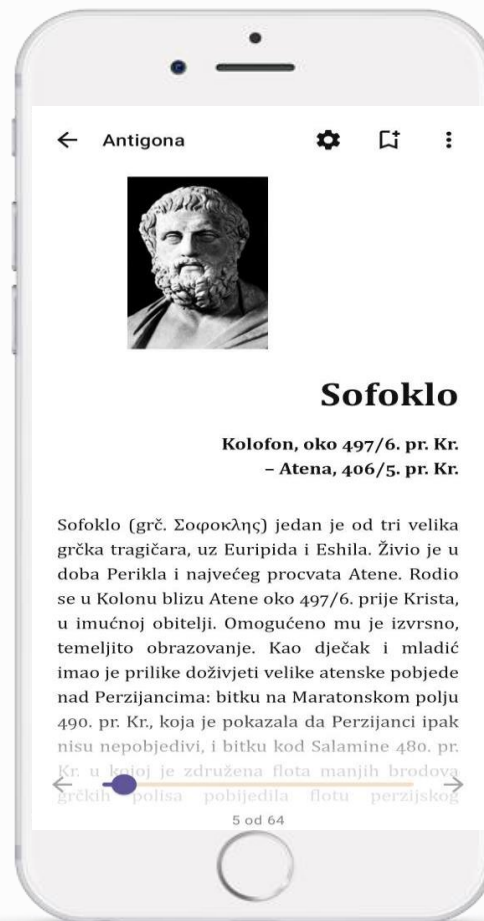 Antigona
Sofoklo
Kolofon, oko 497/6. pr. Kr.
– Atena, 406/5. pr. Kr.
Sofoklo (grč. Σοφοκλης) jedan je od tri velika
grčka tragičara, uz Euripida i Eshila. Živio je u
doba Perikla i najvećeg procvata Atene. Rodio
se u Kolonu blizu Atene oko 497/6. prije Krista,
u imućnoj obitelji. Omogućeno mu je izvrsno,
temeljito obrazovanje. Kao dječak i mladić
imao je prilike doživjeti velike atenske pobjede
nad Perzijancima: bitku na Maratonskom polju
490. pr. Kr., koja je pokazala da Perzijanci ipak
nisu nepobjedivi, i bitku kod Salamine 480. pr.
Kr. u kojoj je združena flota manjih brodova
grčkih polisa pobijedila flotu perzijskog
5 od 64